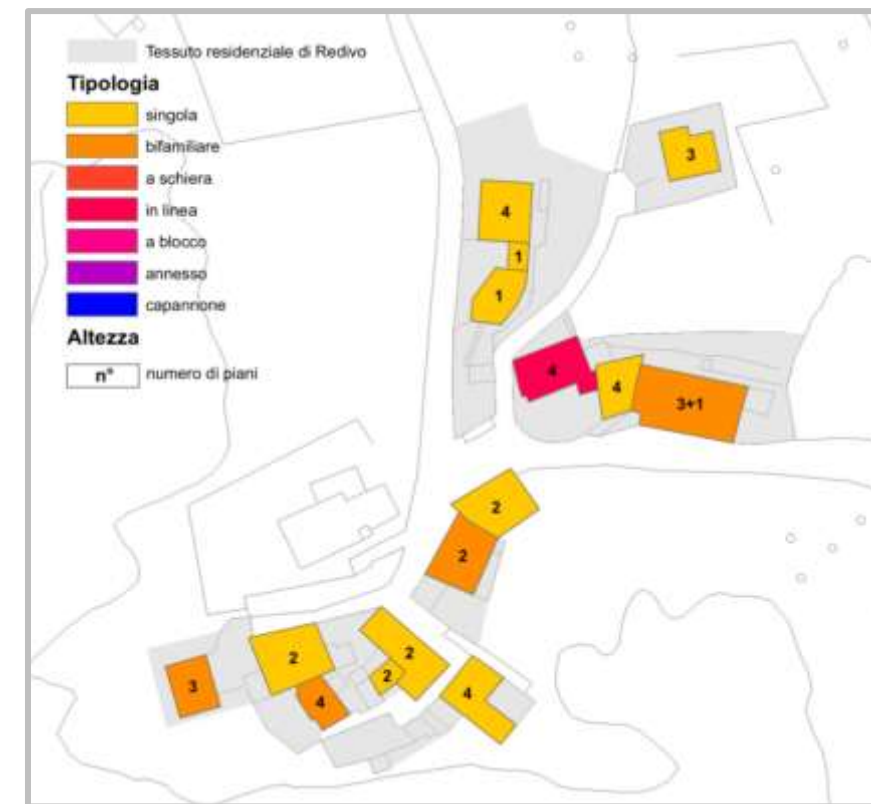 Tessuto residenziale di Redivo
Tipologia
singola
bifamiliare
a schiera
in linea
a blocco
annesso
capannone
Altezza
n° numero di piani
3
4
1
1
4
4
3+1
2
2
2
2
2
3
4
4